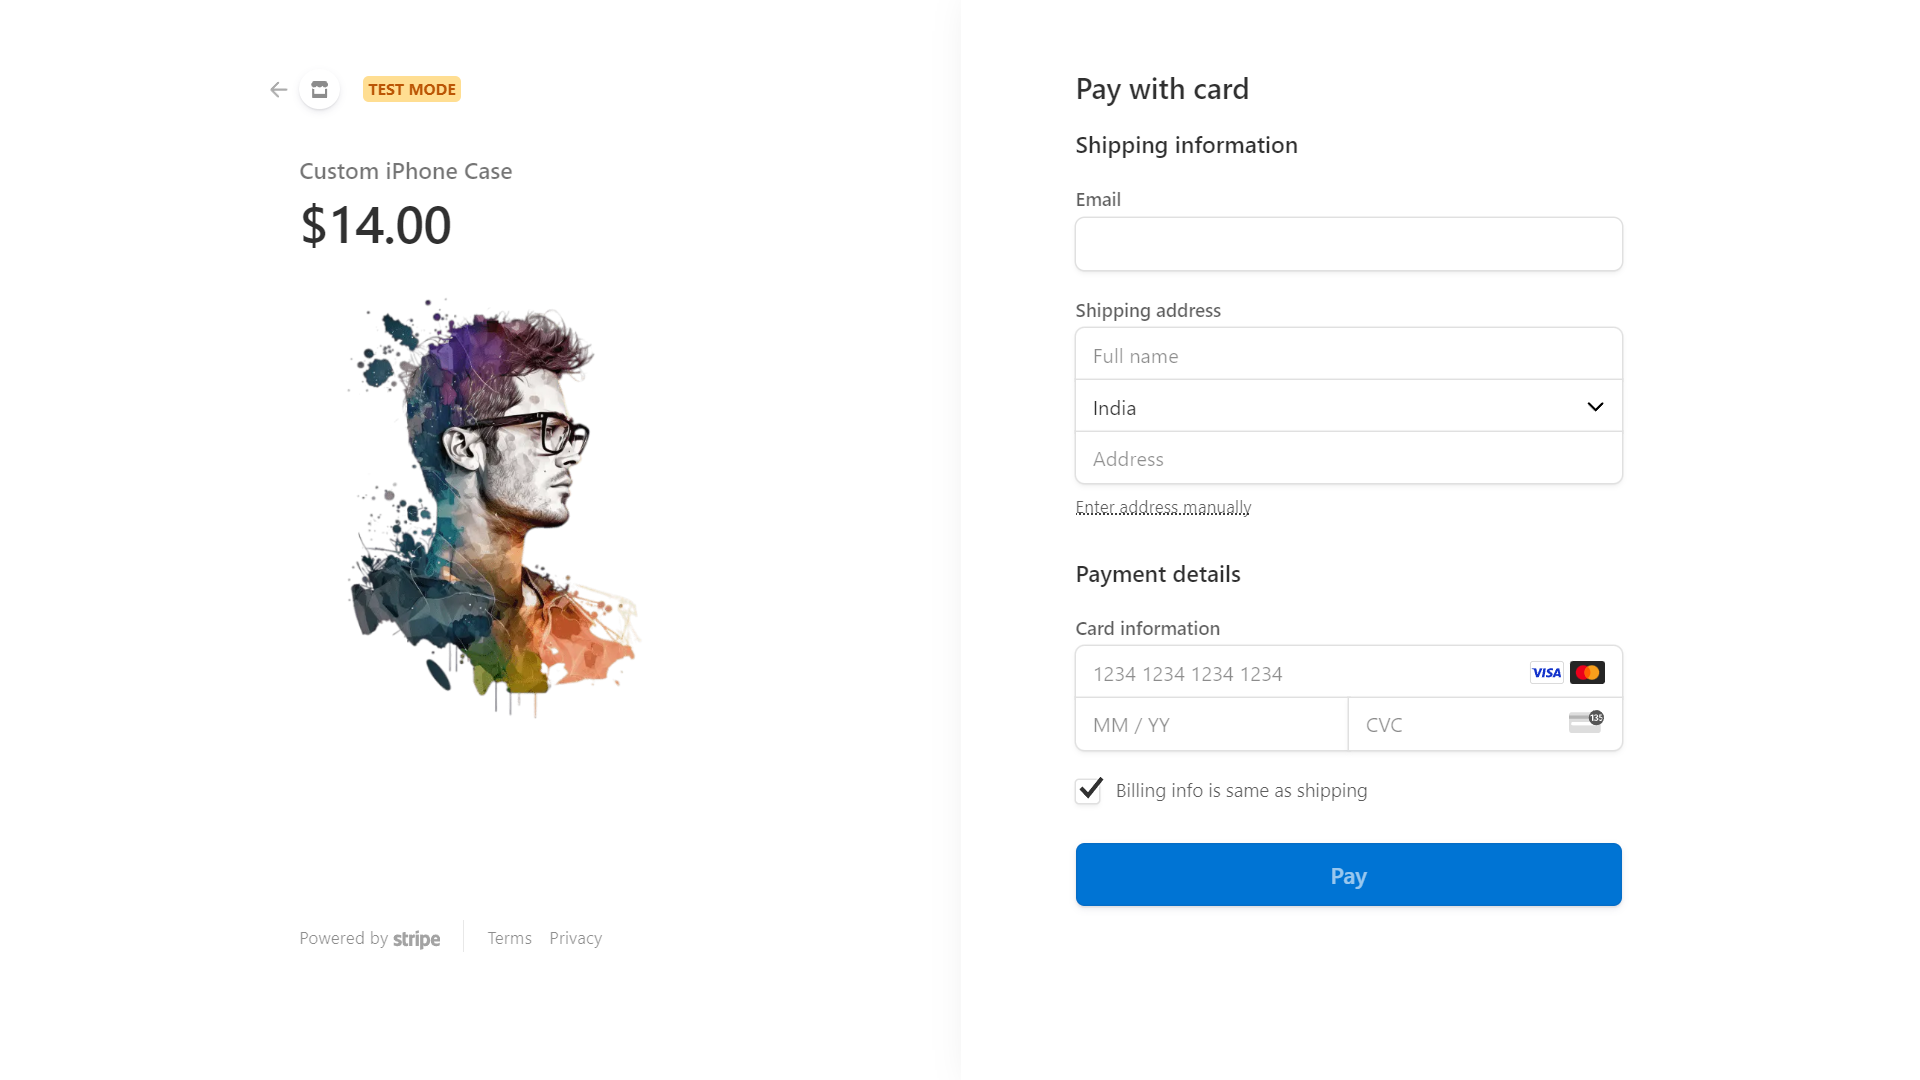 TEST MODE
Custom iPhone Case
$14.00
Powered by stripe
Terms
Privacy
Pay with card
Shipping information
Email
Shipping address
Full name
India
Address
Enter address manually
Payment details
Card information
1234 1234 1234 1234
VISA
MM / YY
CVC
135
Billing info is same as shipping
Pay